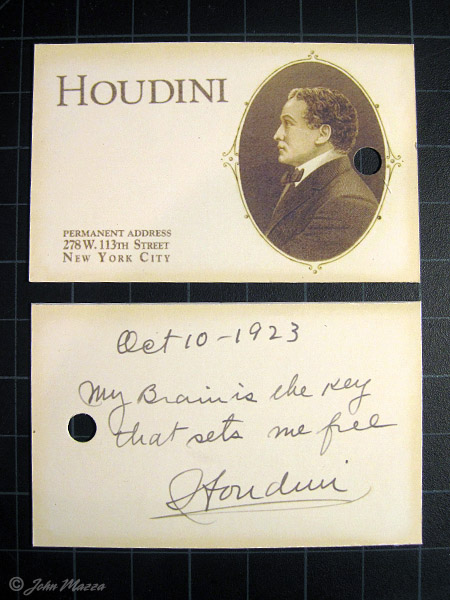 HOUDINI
PERMANENT ADDRESS
278 W. 113TH STREET
NEW YORK CITY
Oct 10-1923
My Brain is the key
that sets me free
Houdini
© John Mazza